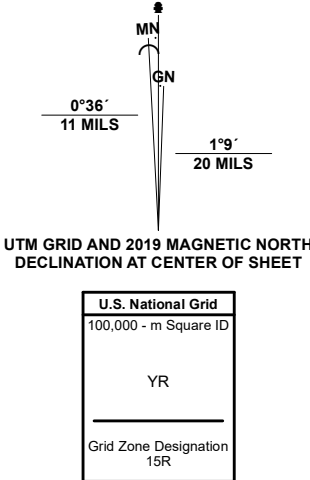 MN
GN
0°36´
11 MILS
1°9´
20 MILS
UTM GRID AND 2019 MAGNETIC NORTH
DECLINATION AT CENTER OF SHEET
U.S. National Grid
100,000 - m Square ID
YR
Grid Zone Designation
15R